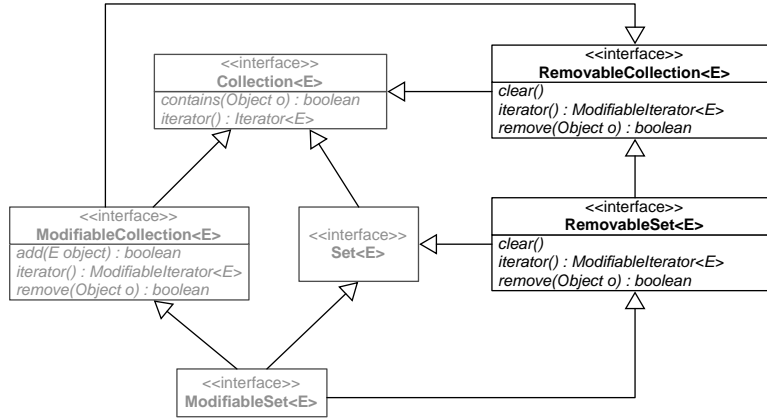 <<interface>>
Collection<E>
contains(Object o) : boolean
iterator() : Iterator<E>
<<interface>>
RemovableCollection<E>
clear()
iterator() : ModifiableIterator<E>
remove(Object o) : boolean
<<interface>>
ModifiableCollection<E>
add(E object) : boolean
iterator() : ModifiableIterator<E>
remove(Object o) : boolean
<<interface>>
Set<E>
<<interface>>
RemovableSet<E>
clear()
iterator() : ModifiableIterator<E>
remove(Object o) : boolean
<<interface>>
ModifiableSet<E>